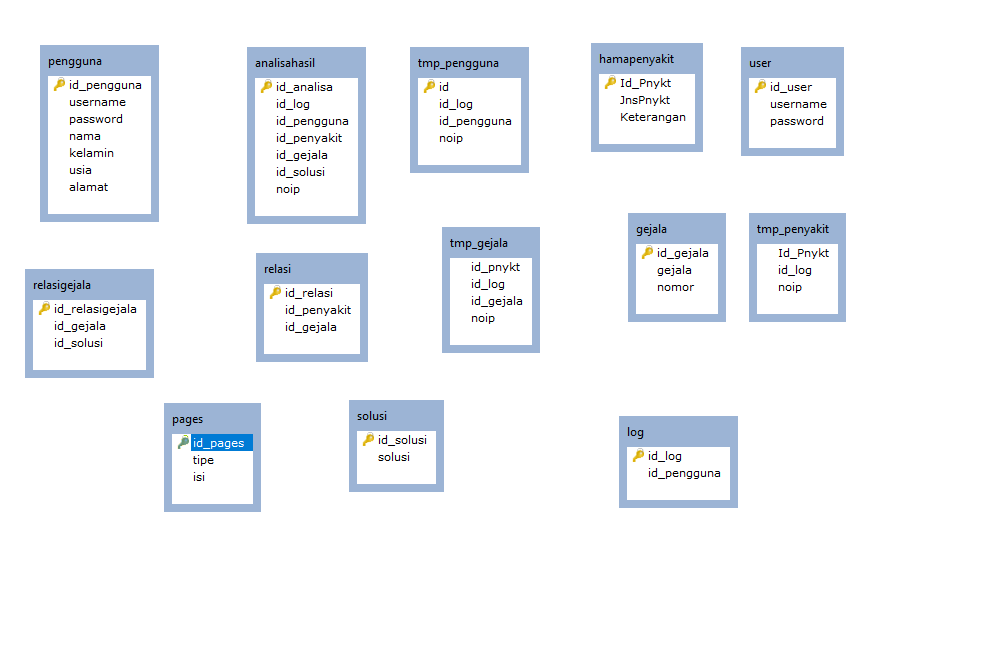 pengguna
id_pengguna
username
password
nama
kelamin
usia
alamat
analisahasil
id_analisa
id_log
id_pengguna
id_penyakit
id_gejala
id_solusi
noip
tmp_pengguna
id
id_log
id_pengguna
noip
hamapenyakit
Id_Pnykt
JnsPnykt
Keterangan
user
id_user
username
password
relasigejala
id_relasigejala
id_gejala
id_solusi
relasi
id_relasi
id_penyakit
id_gejala
tmp_gejala
id_pnykt
id_log
id_gejala
noip
gejala
id_gejala
gejala
nomor
tmp_penyakit
Id_Pnykt
id_log
noip
pages
id_pages
tipe
isi
solusi
id_solusi
solusi
log
id_log
id_pengguna